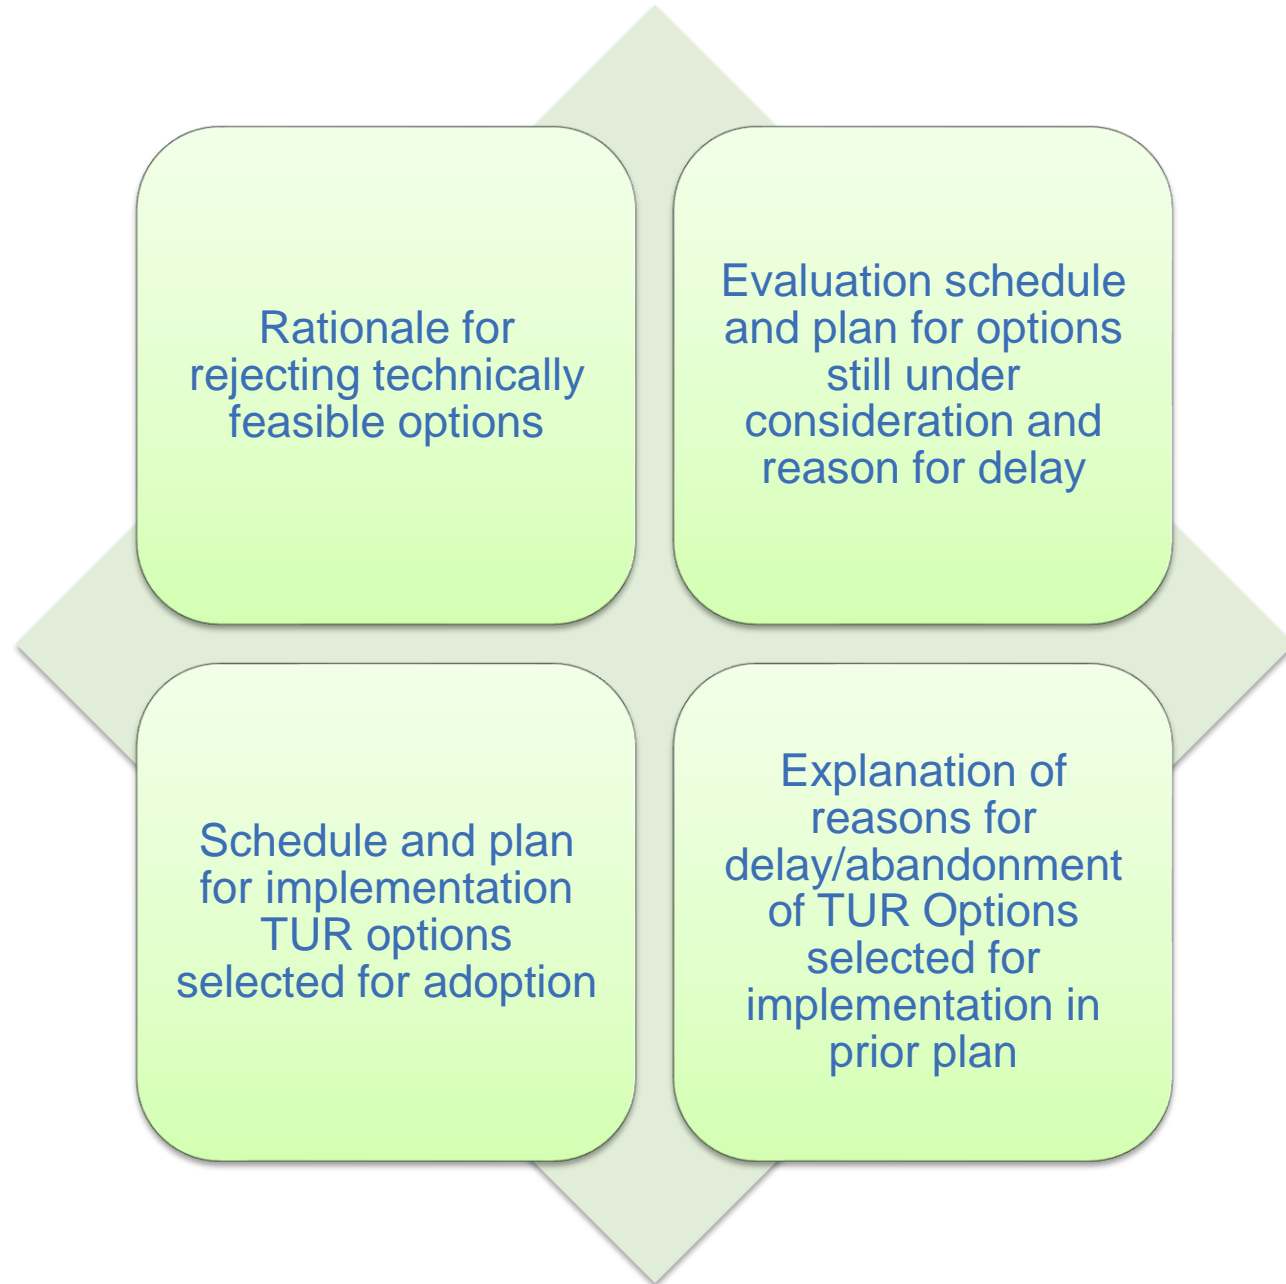 Rationale for
rejecting technically
feasible options
Evaluation schedule
and plan for options
still under
consideration and
reason for delay
Schedule and plan
for implementation
TUR options
selected for adoption
Explanation of
reasons for
delay/abandonment
of TUR Options
selected for
implementation in
prior plan